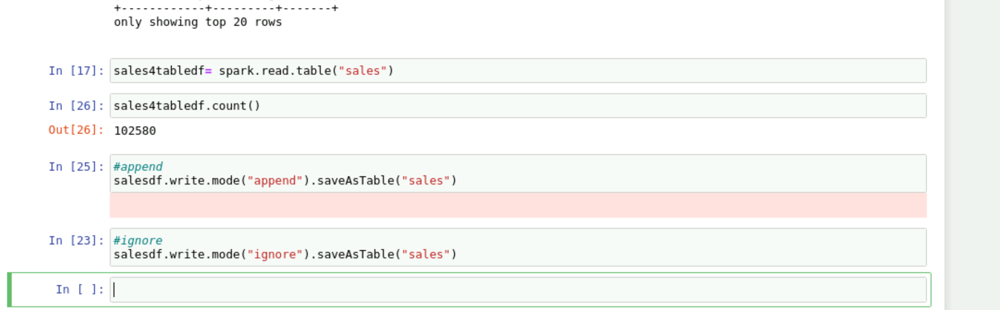 +------------+---------+-------+
only showing top 20 rows
In [17]: sales4tabledf= spark.read.table("sales")
In [26]: sales4tabledf.count()
Out[26]: 102580
In [25]: #append
salesdf.write.mode("append").saveAsTable("sales")
In [23]: #ignore
salesdf.write.mode("ignore").saveAsTable("sales")
In [ ]: